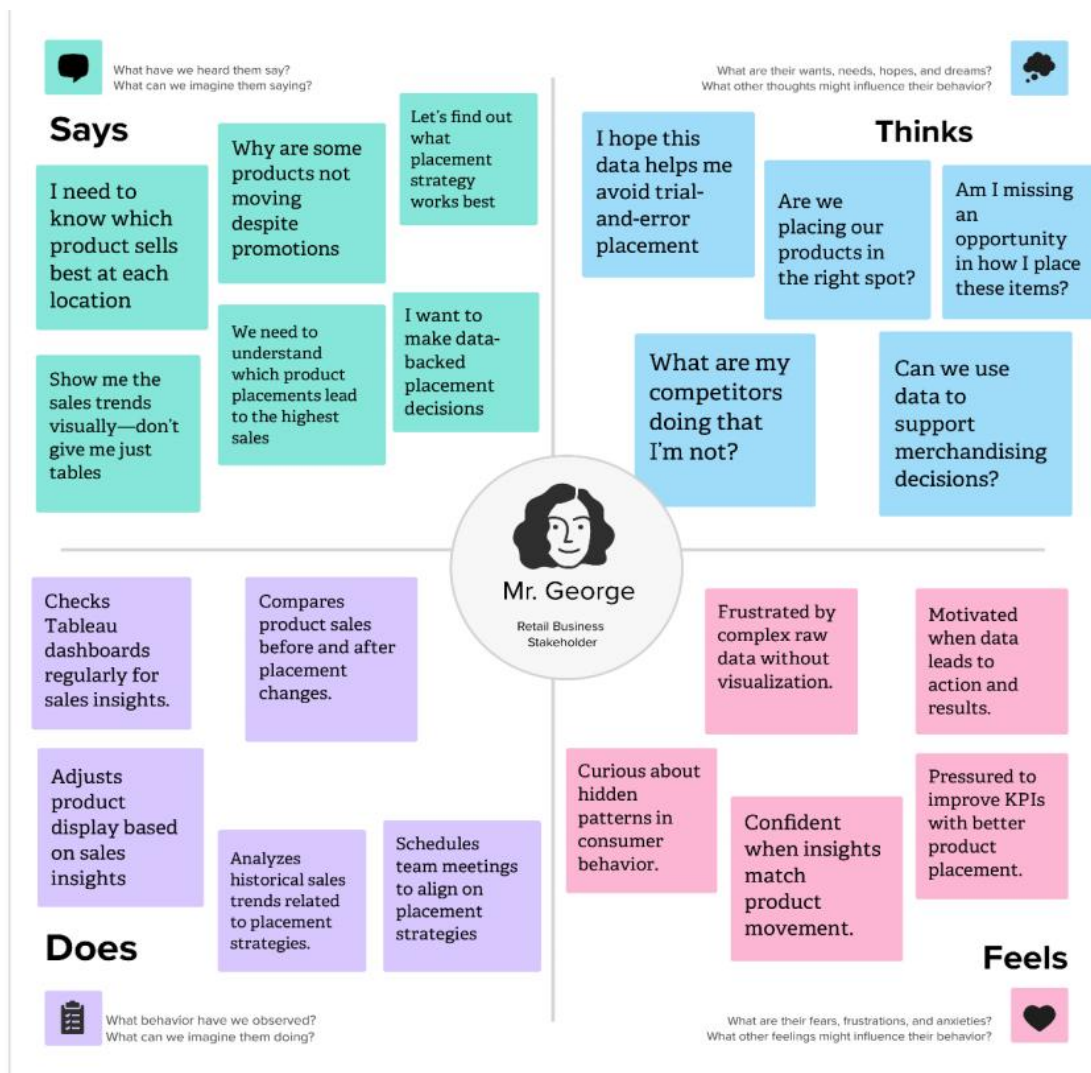 What have we heard them say?
What can we imagine them saying?
Says
I need to
know which
product sells
best at each
location
Why are some
products not
moving
despite
promotions
Let's find out
what
placement
strategy
works best
Show me the
sales trends
visually—don't
give me just
tables
We need to
understand
which product
placements lead
to the highest
sales
I want to
make data-
backed
placement
decisions
What are their wants, needs, hopes, and dreams?
What other thoughts might influence their behavior?
Thinks
I hope this
data helps me
avoid trial-
and-error
placement
Are we
placing our
products in
the right spot?
Am I missing
an
opportunity
in how I place
these items?
What are my
competitors
doing that
I'm not?
Can we use
data to
support
merchandising
decisions?
Mr. George
Retail Business
Stakeholder
Checks
Tableau
dashboards
regularly for
sales insights.
Compares
product sales
before and after
placement
changes.
Adjusts
product
display based
on sales
insights
Analyzes
historical sales
trends related
to placement
strategies.
Schedules
team meetings
to align on
placement
strategies
Does
What behavior have we observed?
What can we imagine them doing?
Frustrated by
complex raw
data without
visualization.
Motivated
when data
leads to
action and
results.
Curious about
hidden
patterns in
consumer
behavior.
Confident
when insights
match
product
movement.
Pressured to
improve KPIs
with better
product
placement.
Feels
What are their fears, frustrations, and anxieties?
What other feelings might influence their behavior?